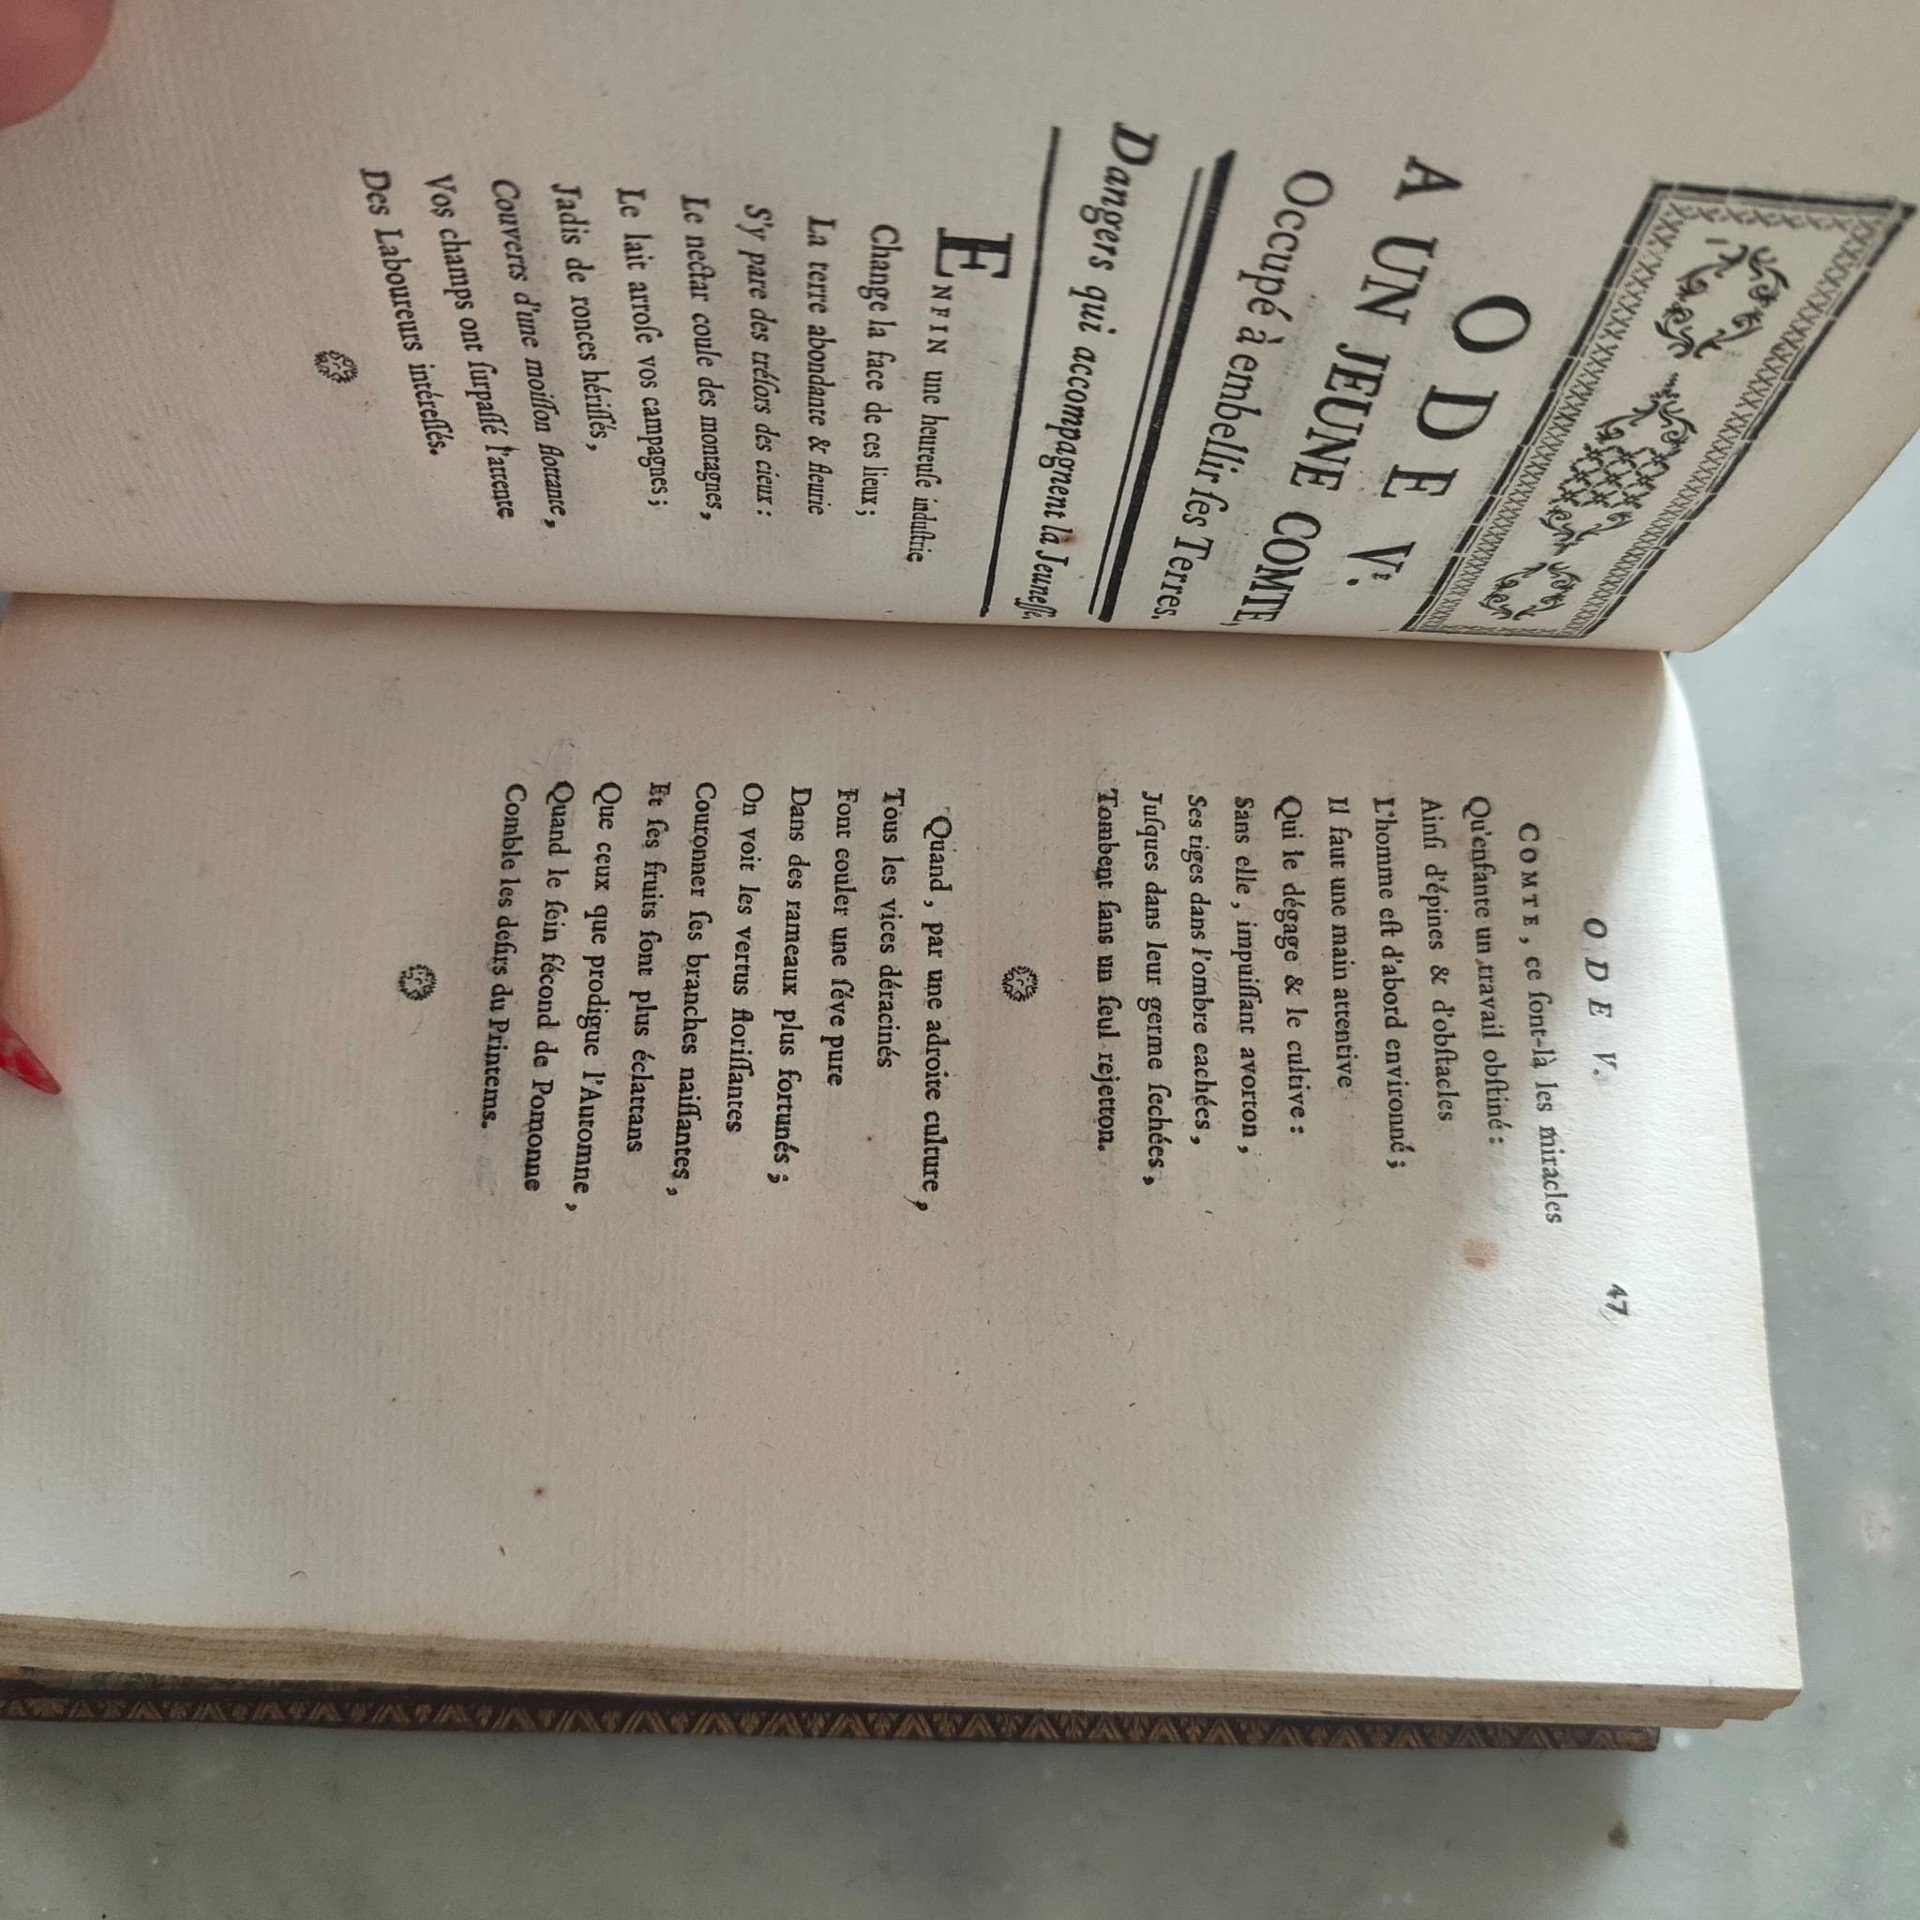 ODE Vᵉ.
A UN JEUNE COMTE,
Occupé à embellir ſes Terres.
Dangers qui accompagnent la Jeuneſſe.
ENFIN une heureuſe induſtrie
Change la face de ces lieux ;
La terre abondante & fleurie
S'y pare des tréſors des cieux :
Le nectar coule des montagnes,
Le lait arroſe vos campagnes ;
Jadis de ronces hériſſés,
Couverts d'une moiſſon flottante,
Vos champs ont ſurpaſſé l'attente
Des Laboureurs intéreſſés.
ODE V. 47
COMTE, ce ſont-là les miracles
Qu'enfante un travail obſtiné :
Ainſi d'épines & d'obſtacles
L'homme eſt d'abord environné ;
Il faut une main attentive
Qui le dégage & le cultive :
Sans elle, impuiſſant avorton,
Ses tiges dans l'ombre cachées,
Juſques dans leur germe ſechées,
Tombent ſans un ſeul rejetton.
Quand, par une adroite culture,
Tous les vices déracinés
Font couler une ſéve pure
Dans des rameaux plus fortunés ;
On voit les vertus floriſſantes
Couronner ſes branches naiſſantes,
Et ſes fruits ſont plus éclattans
Que ceux que prodigue l'Automne,
Quand le ſein fécond de Pomonne
Comble les deſirs du Printems.